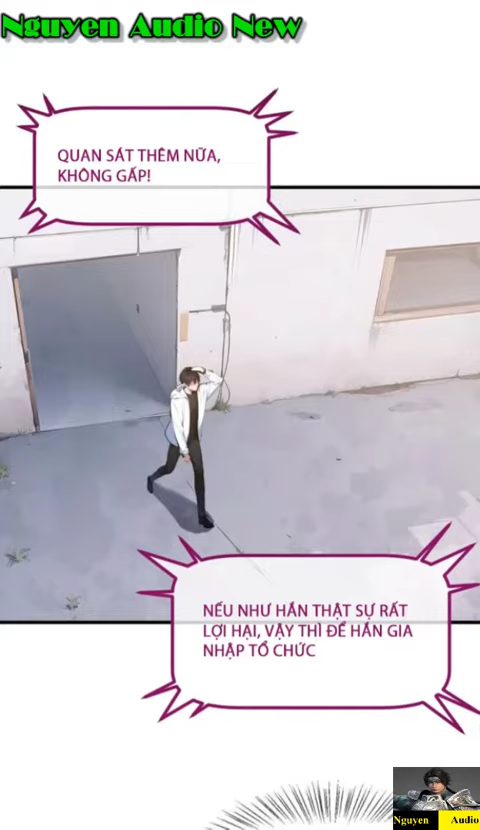 Nguyen Audio New
QUAN SÁT THÊM NỮA,
KHÔNG GẤP!
NẾU NHƯ HẮN THẬT SỰ RẤT
LỢI HẠI, VẬY THÌ ĐỂ HẮN GIA
NHẬP TỔ CHỨC
Nguyen Audio